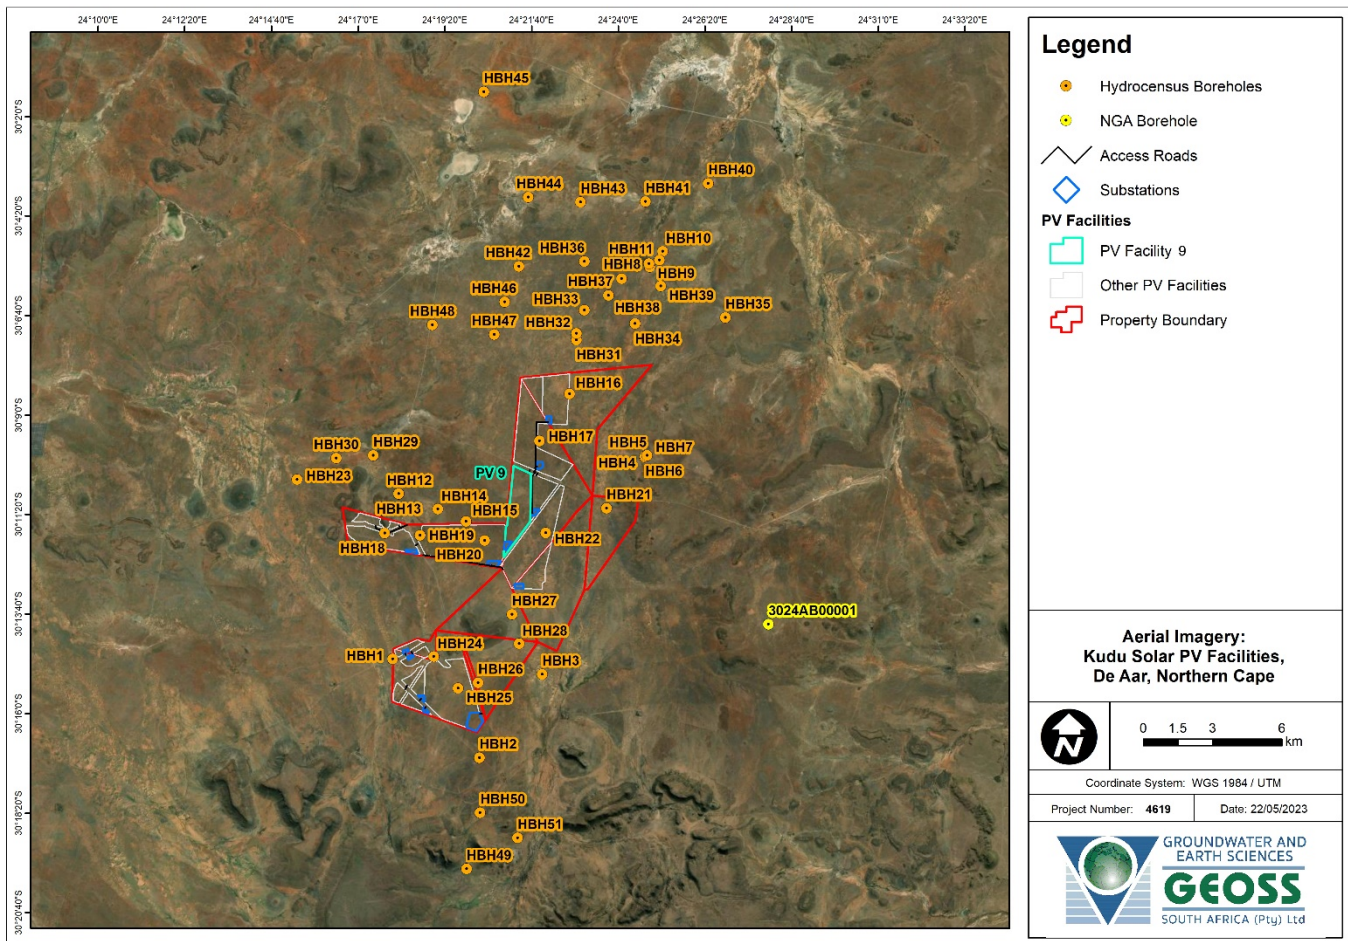 24°10'0"E 24°12'20"E 24°14'40"E 24°17'0"E 24°19'20"E 24°21'40"E 24°24'0"E 24°26'20"E 24°28'40"E 24°31'0"E 24°33'20"E
30°2'0"S
30°4'20"S
30°6'40"S
30°9'0"S
30°11'20"S
30°13'40"S
30°16'0"S
30°18'20"S
30°20'40"S
HBH45
HBH40
HBH44
HBH43
HBH41
HBH10
HBH36
HBH11
HBH42
HBH8
HBH9
HBH37
HBH46
HBH39
HBH33
HBH35
HBH38
HBH48
HBH47
HBH32
HBH34
HBH31
HBH16
HBH17
HBH30
HBH29
HBH5
HBH7
HBH4
HBH6
PV 9
HBH23
HBH12
HBH14
HBH21
HBH13
HBH15
HBH19
HBH22
HBH18
HBH20
HBH27
3024AB00001
HBH28
HBH1
HBH24
HBH3
HBH26
HBH25
HBH2
HBH50
HBH51
HBH49
Legend
Hydrocensus Boreholes
NGA Borehole
Access Roads
Substations
PV Facilities
PV Facility 9
Other PV Facilities
Property Boundary
Aerial Imagery:
Kudu Solar PV Facilities,
De Aar, Northern Cape
N
0 1.5 3 6
km
Coordinate System: WGS 1984 / UTM
Project Number: 4619
Date: 22/05/2023
GROUNDWATER AND
EARTH SCIENCES
GEOSS
SOUTH AFRICA (Pty) Ltd